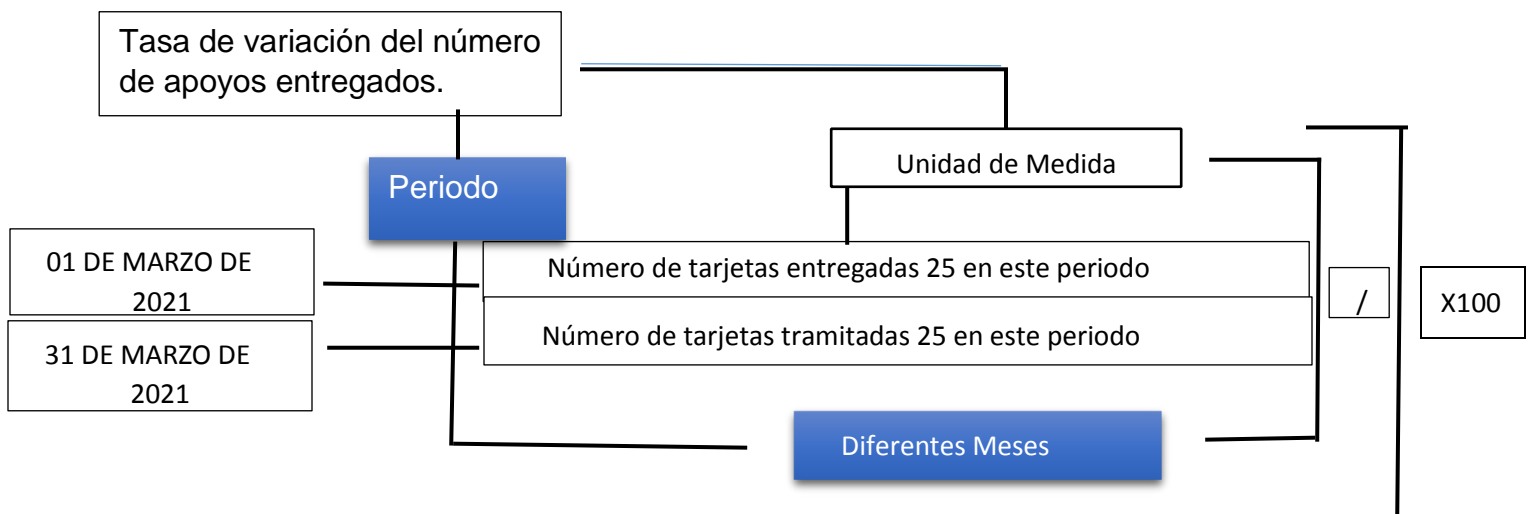 Tasa de variación del número
de apoyos entregados.
Unidad de Medida
Periodo
01 DE MARZO DE
2021
Número de tarjetas entregadas 25 en este periodo
/
X100
Número de tarjetas tramitadas 25 en este periodo
31 DE MARZO DE
2021
Diferentes Meses